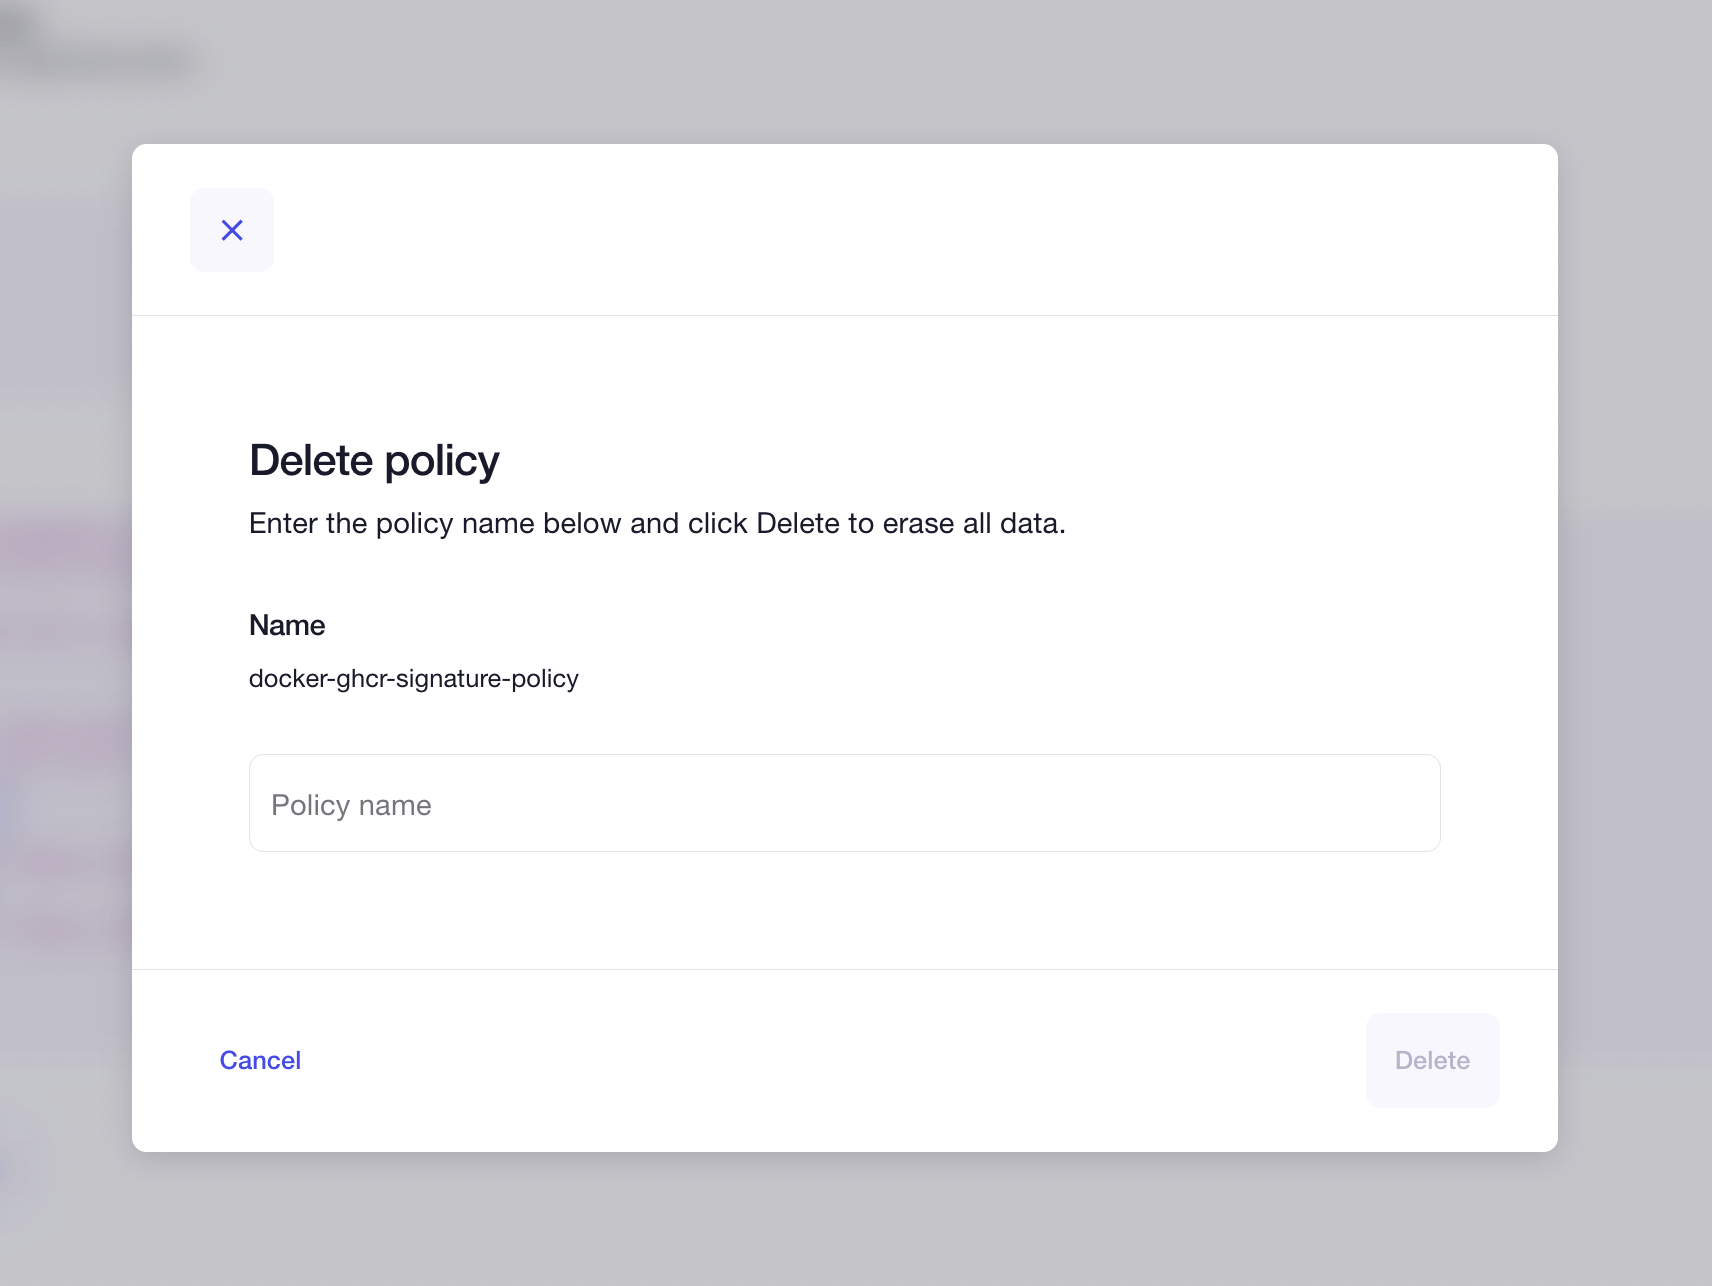 Delete policy
Enter the policy name below and click Delete to erase all data.
Name
docker-ghcr-signature-policy
Policy name
Cancel
Delete